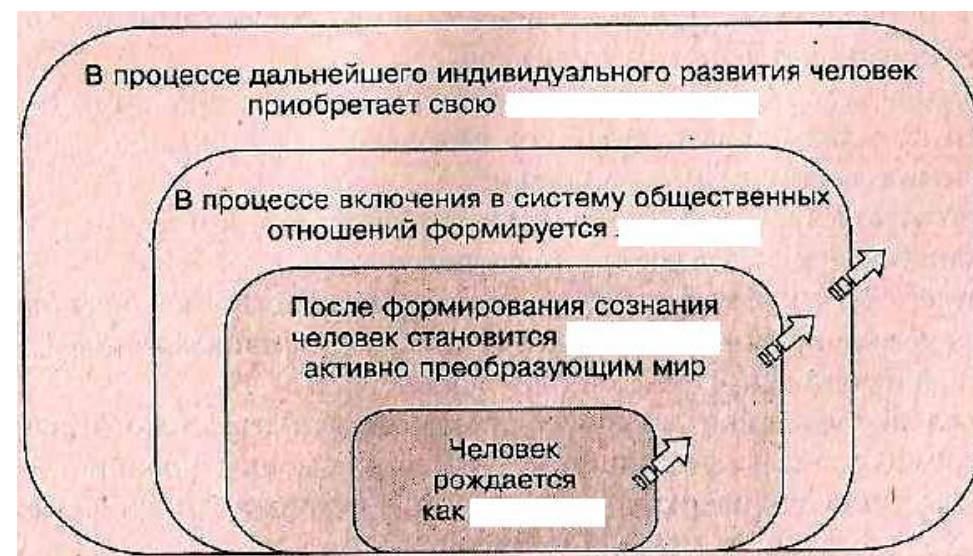 В процессе дальнейшего индивидуального развития человек
приобретает свою
В процессе включения в систему общественных
отношений формируется
После формирования сознания
человек становится
активно преобразующим мир
Человек
рождается
как